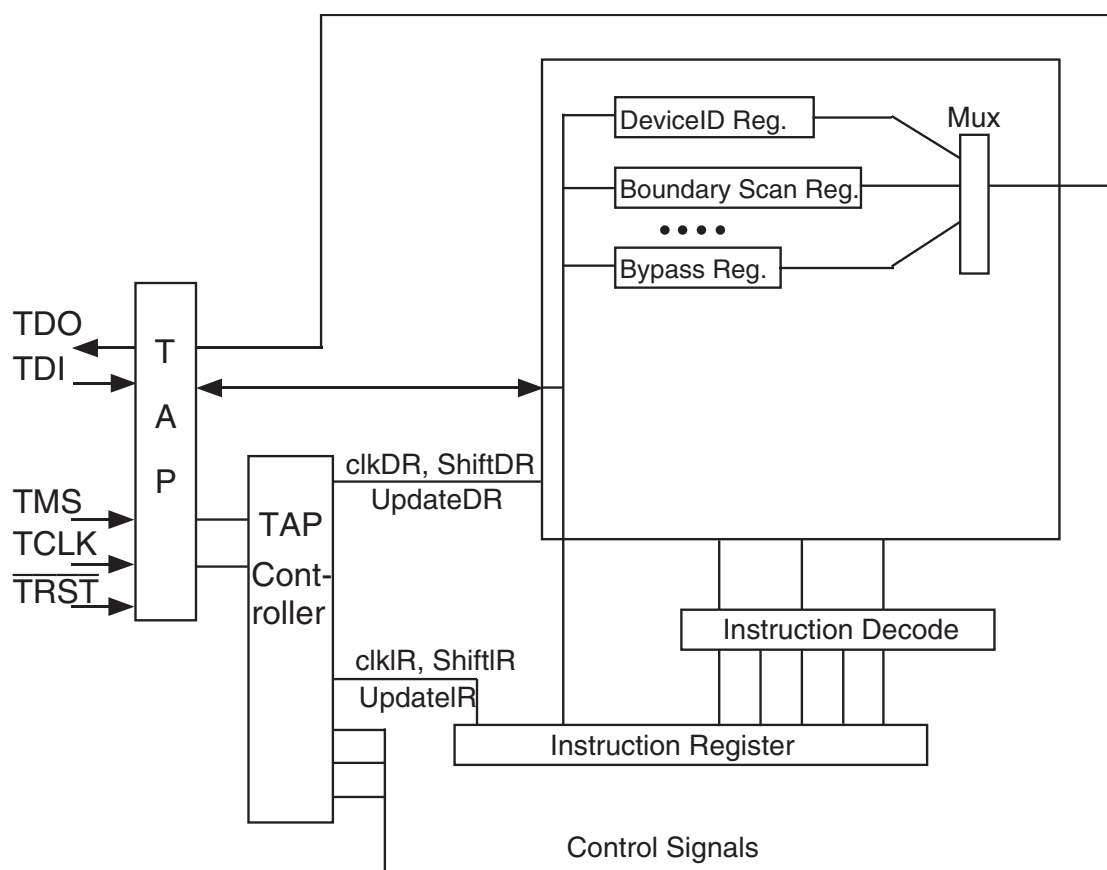 DeviceID Reg.
Mux
Boundary Scan Reg.
Bypass Reg.
TDO
TDI
T
A
P
TMS
TCLK
TRST
clkDR, ShiftDR
UpdateDR
TAP
Cont-
roller
Instruction Decode
clkIR, ShiftIR
UpdateIR
Instruction Register
Control Signals